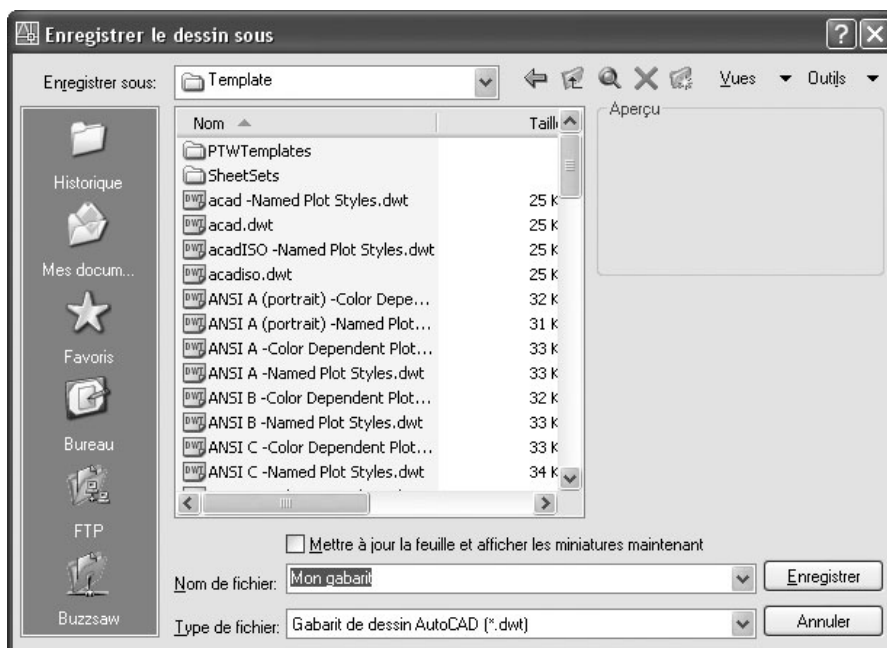 Enregistrer le dessin sous
Enregistrer sous: Template Vues Outils
Historique
Mes docum...
Favoris
Bureau
FTP
Buzzsaw
Nom Taill
PTWTemplates
SheetSets
acad -Named Plot Styles.dwt 25 K
acad.dwt 25 K
acadISO -Named Plot Styles.dwt 25 K
acadiso.dwt 25 K
ANSI A (portrait) -Color Depe... 32 K
ANSI A (portrait) -Named Plot... 31 K
ANSI A -Color Dependent Plot... 33 K
ANSI A -Named Plot Styles.dwt 33 K
ANSI B -Color Dependent Plot... 32 K
ANSI B -Named Plot Styles.dwt 33 K
ANSI C -Color Dependent Plot... 33 K
ANSI C -Named Plot Styles.dwt 34 K
Aperçu
Mettre à jour la feuille et afficher les miniatures maintenant
Nom de fichier: Mon gabarit Enregistrer
Type de fichier: Gabarit de dessin AutoCAD (*.dwt) Annuler